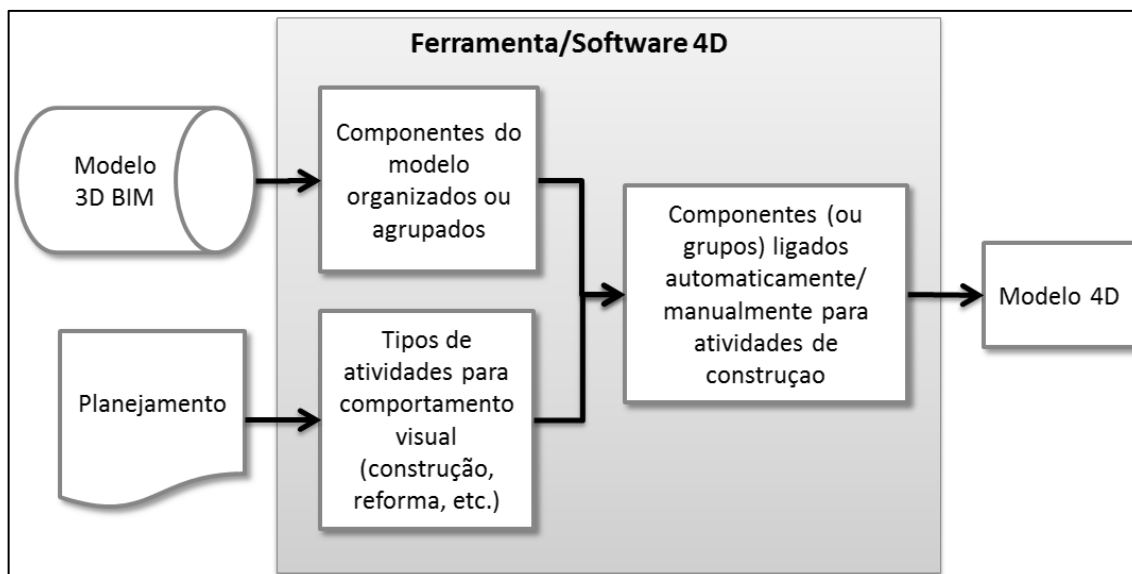 Ferramenta/Software 4D
Modelo
3D BIM
Componentes do
modelo
organizados ou
agrupados
Planejamento
Tipos de
atividades para
comportamento
visual
(construção,
reforma, etc.)
Componentes (ou
grupos) ligados
automaticamente/
manualmente para
atividades de
construçao
Modelo 4D